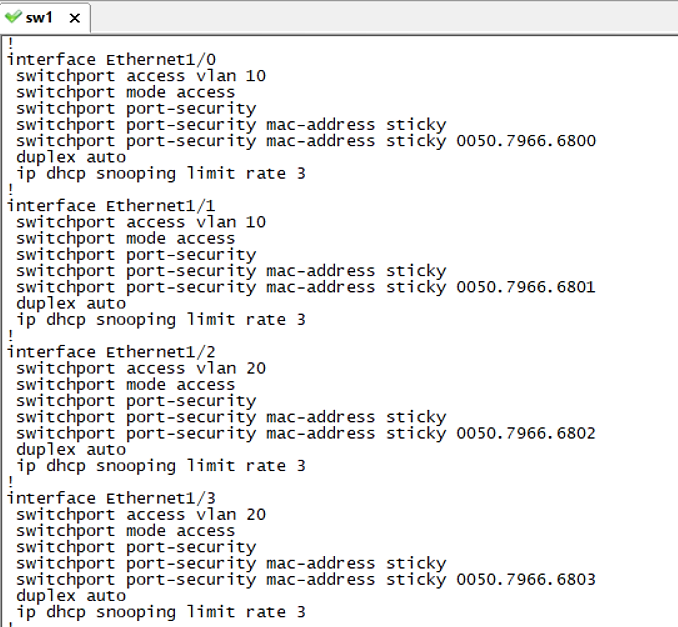 sw1 ×
!
interface Ethernet1/0
 switchport access vlan 10
 switchport mode access
 switchport port-security
 switchport port-security mac-address sticky
 switchport port-security mac-address sticky 0050.7966.6800
 duplex auto
 ip dhcp snooping limit rate 3
!
interface Ethernet1/1
 switchport access vlan 10
 switchport mode access
 switchport port-security
 switchport port-security mac-address sticky
 switchport port-security mac-address sticky 0050.7966.6801
 duplex auto
 ip dhcp snooping limit rate 3
!
interface Ethernet1/2
 switchport access vlan 20
 switchport mode access
 switchport port-security
 switchport port-security mac-address sticky
 switchport port-security mac-address sticky 0050.7966.6802
 duplex auto
 ip dhcp snooping limit rate 3
!
interface Ethernet1/3
 switchport access vlan 20
 switchport mode access
 switchport port-security
 switchport port-security mac-address sticky
 switchport port-security mac-address sticky 0050.7966.6803
 duplex auto
 ip dhcp snooping limit rate 3
!